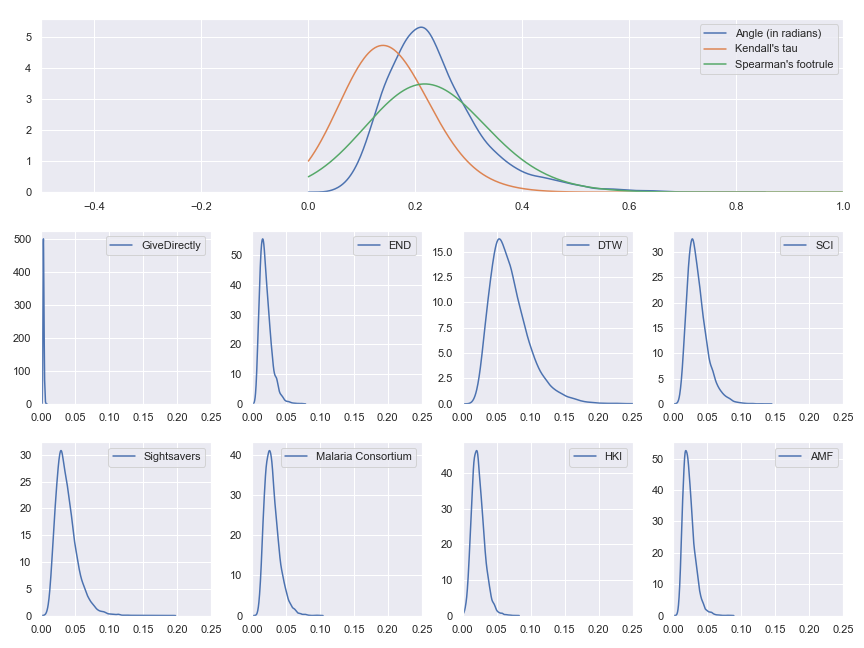 5
4
3
2
1
0
−0.4 −0.2 0.0 0.2 0.4 0.6 0.8 1.0
Angle (in radians)
Kendall's tau
Spearman's footrule
500
400
300
200
100
0
0.00 0.05 0.10 0.15 0.20 0.25
GiveDirectly
50
40
30
20
10
0
0.00 0.05 0.10 0.15 0.20 0.25
END
15.0
12.5
10.0
7.5
5.0
2.5
0.0
0.00 0.05 0.10 0.15 0.20 0.25
DTW
30
25
20
15
10
5
0
0.00 0.05 0.10 0.15 0.20 0.25
SCI
30
25
20
15
10
5
0
0.00 0.05 0.10 0.15 0.20 0.25
Sightsavers
40
30
20
10
0
0.00 0.05 0.10 0.15 0.20 0.25
Malaria Consortium
40
30
20
10
0
0.00 0.05 0.10 0.15 0.20 0.25
HKI
50
40
30
20
10
0
0.00 0.05 0.10 0.15 0.20 0.25
AMF